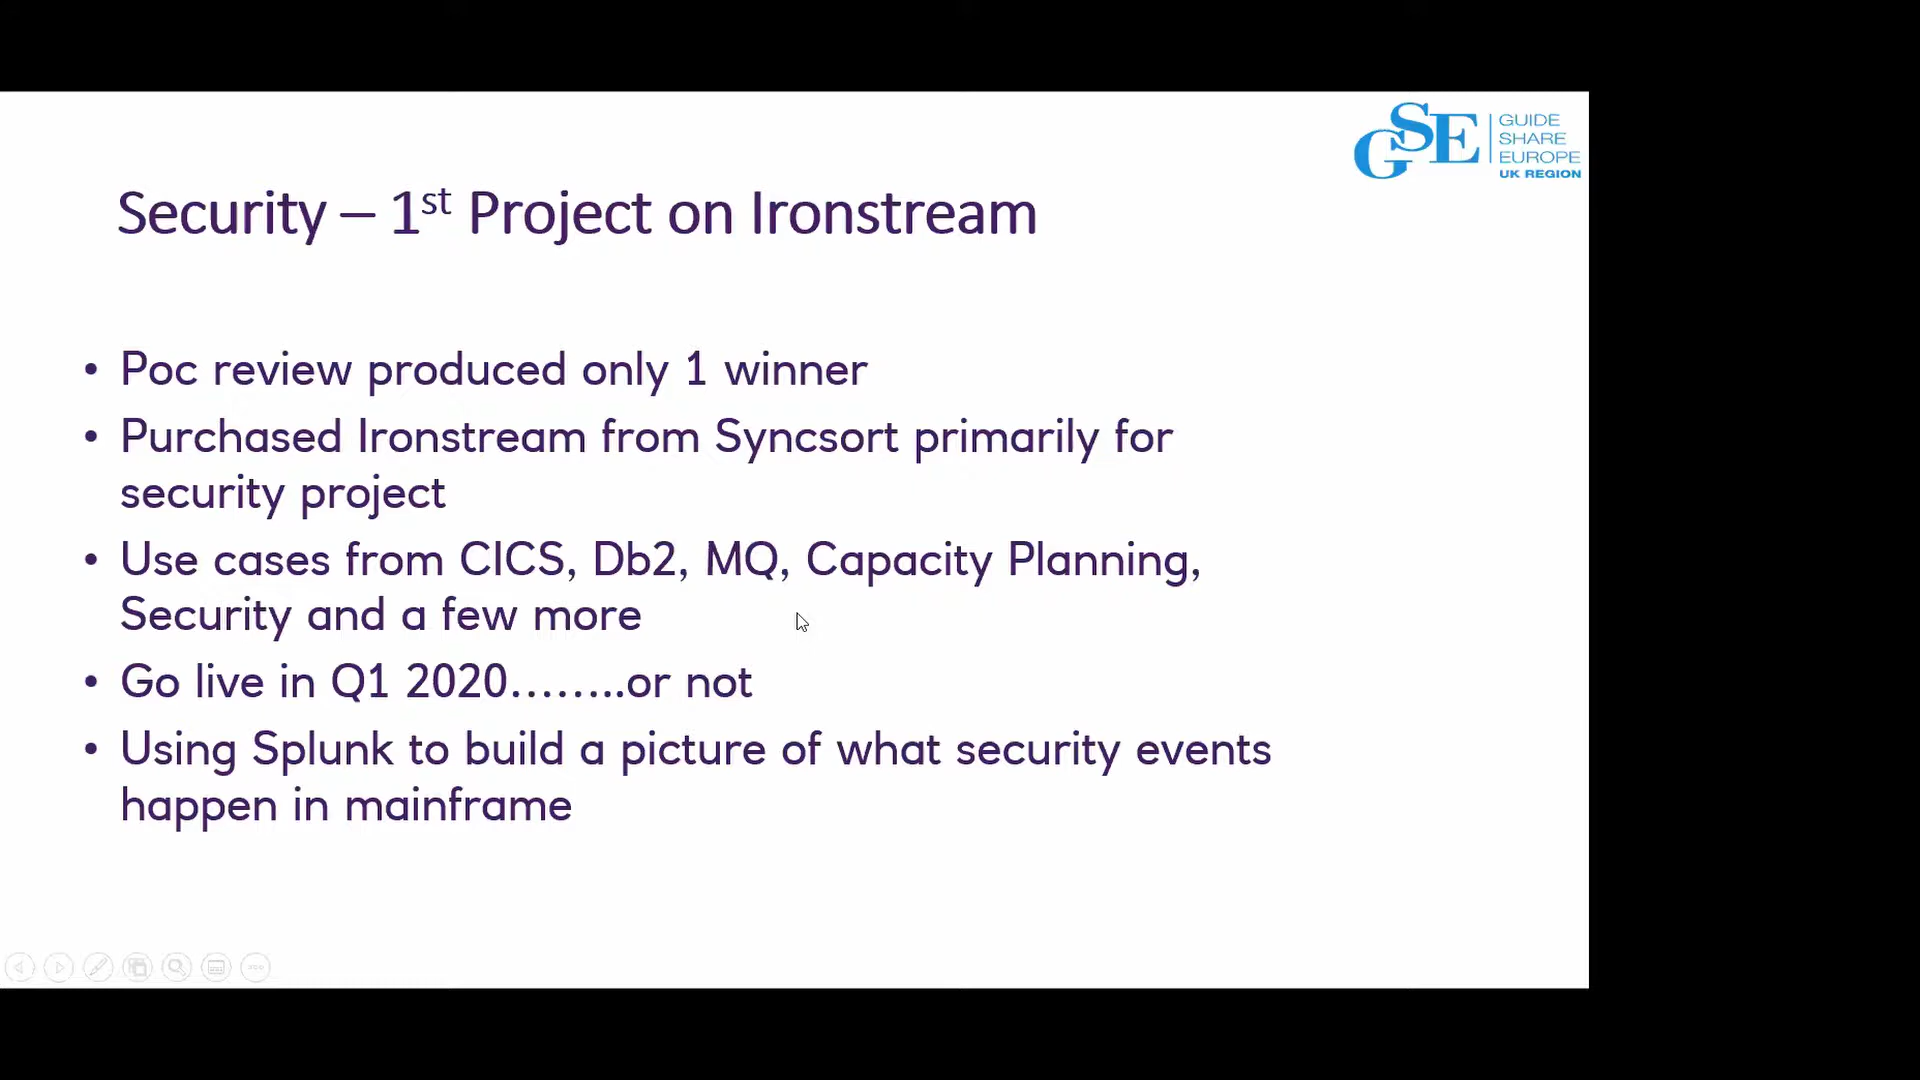 GSE
GUIDE
SHARE
EUROPE
UK REGION
Security – 1st Project on Ironstream
• Poc review produced only 1 winner
• Purchased Ironstream from Syncsort primarily for
security project
• Use cases from CICS, Db2, MQ, Capacity Planning,
Security and a few more
• Go live in Q1 2020……..or not
• Using Splunk to build a picture of what security events
happen in mainframe